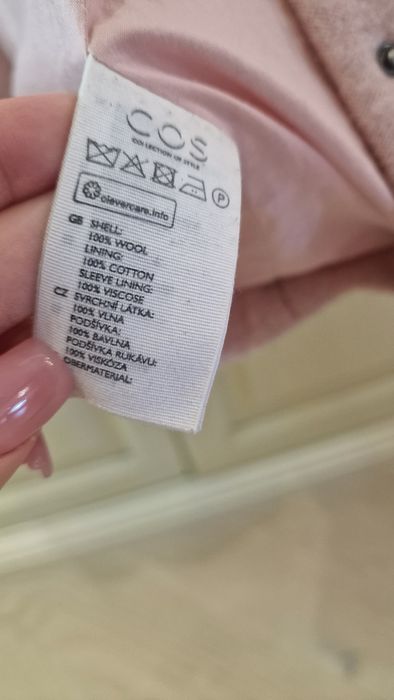 COS
COLLECTION OF STYLE
P
clevercare.info
GB SHELL:
100% WOOL
LINING:
100% COTTON
SLEEVE LINING:
100% VISCOSE
CZ SVRCHNÍ LÁTKA:
100% VLNA
PODŠÍVKA:
100% BAVLNA
PODŠÍVKA RUKÁVU:
100% VISKÓZA
OBERMATERIAL: